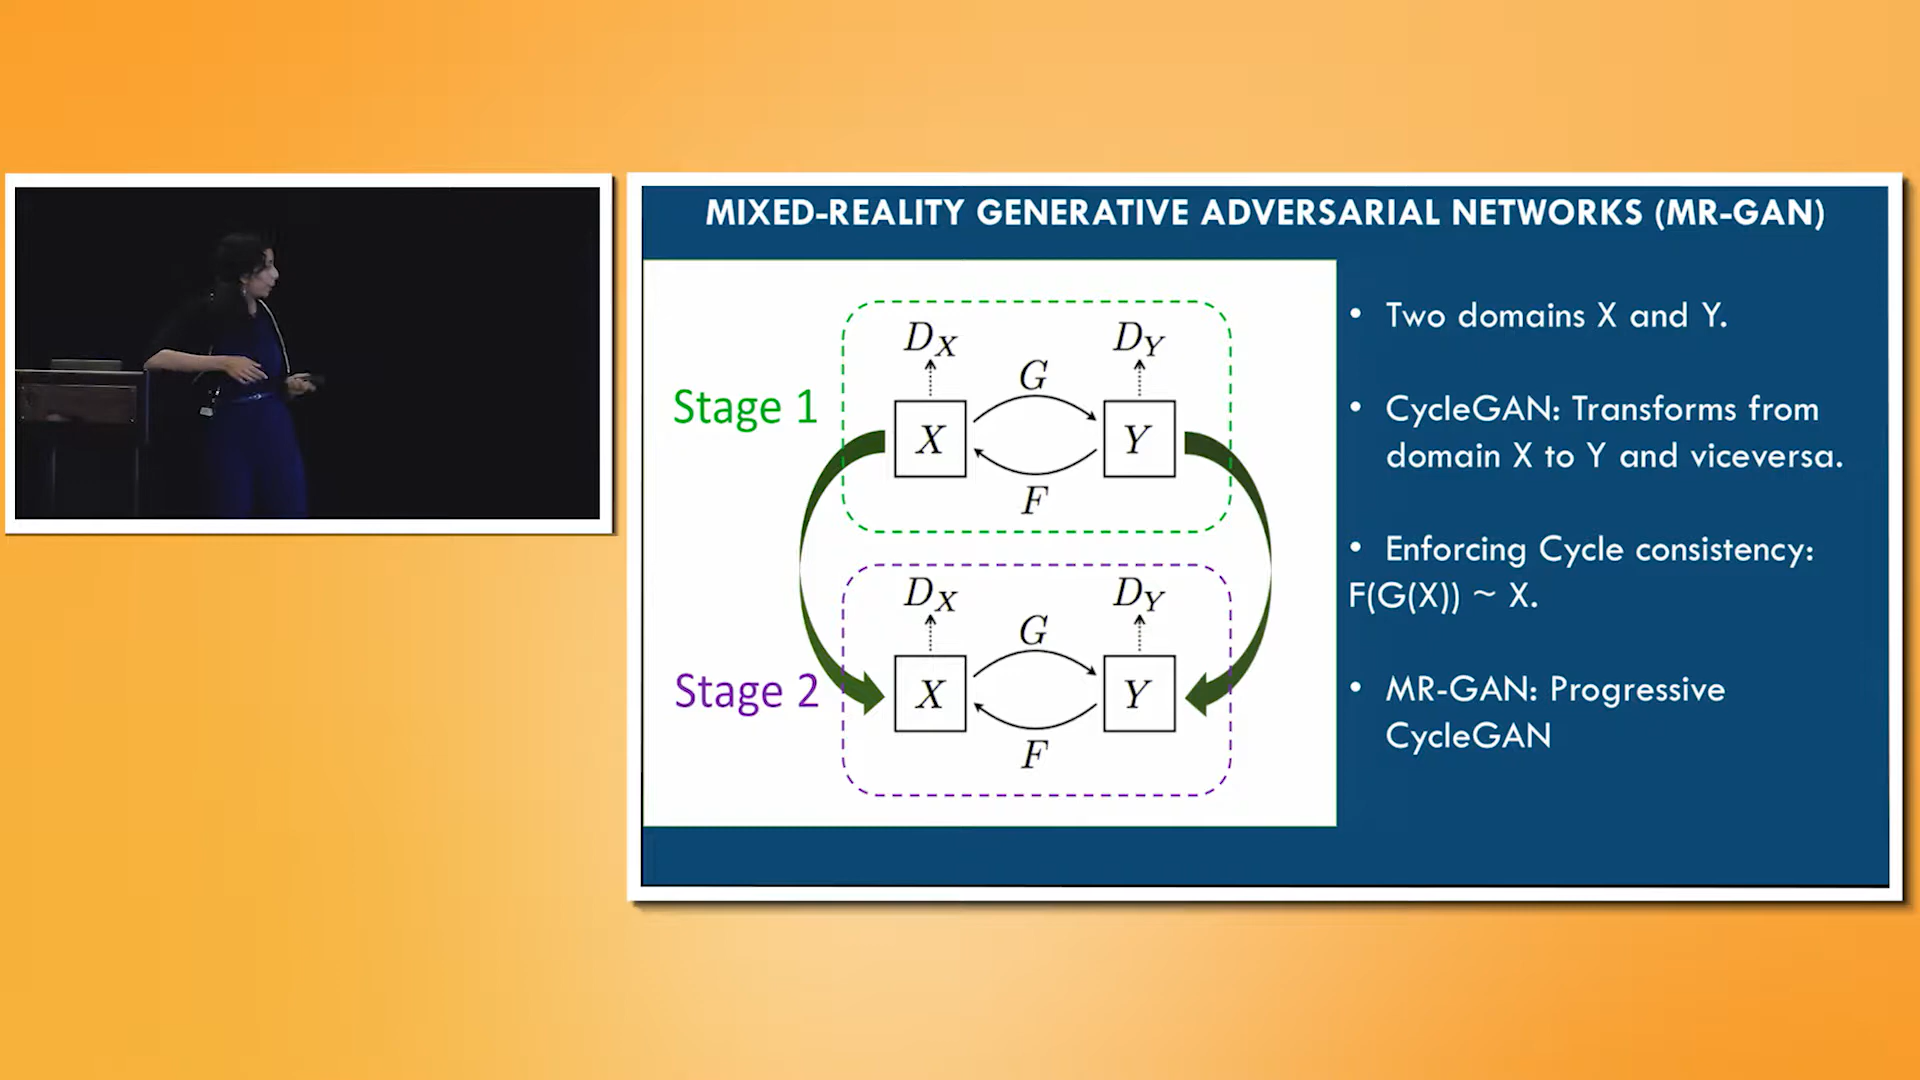 MIXED-REALITY GENERATIVE ADVERSARIAL NETWORKS (MR-GAN)
Stage 1
D_X
D_Y
G
X
Y
F
Stage 2
D_X
D_Y
G
X
Y
F
• Two domains X and Y.
• CycleGAN: Transforms from
domain X to Y and viceversa.
• Enforcing Cycle consistency:
F(G(X)) ~ X.
• MR-GAN: Progressive
CycleGAN